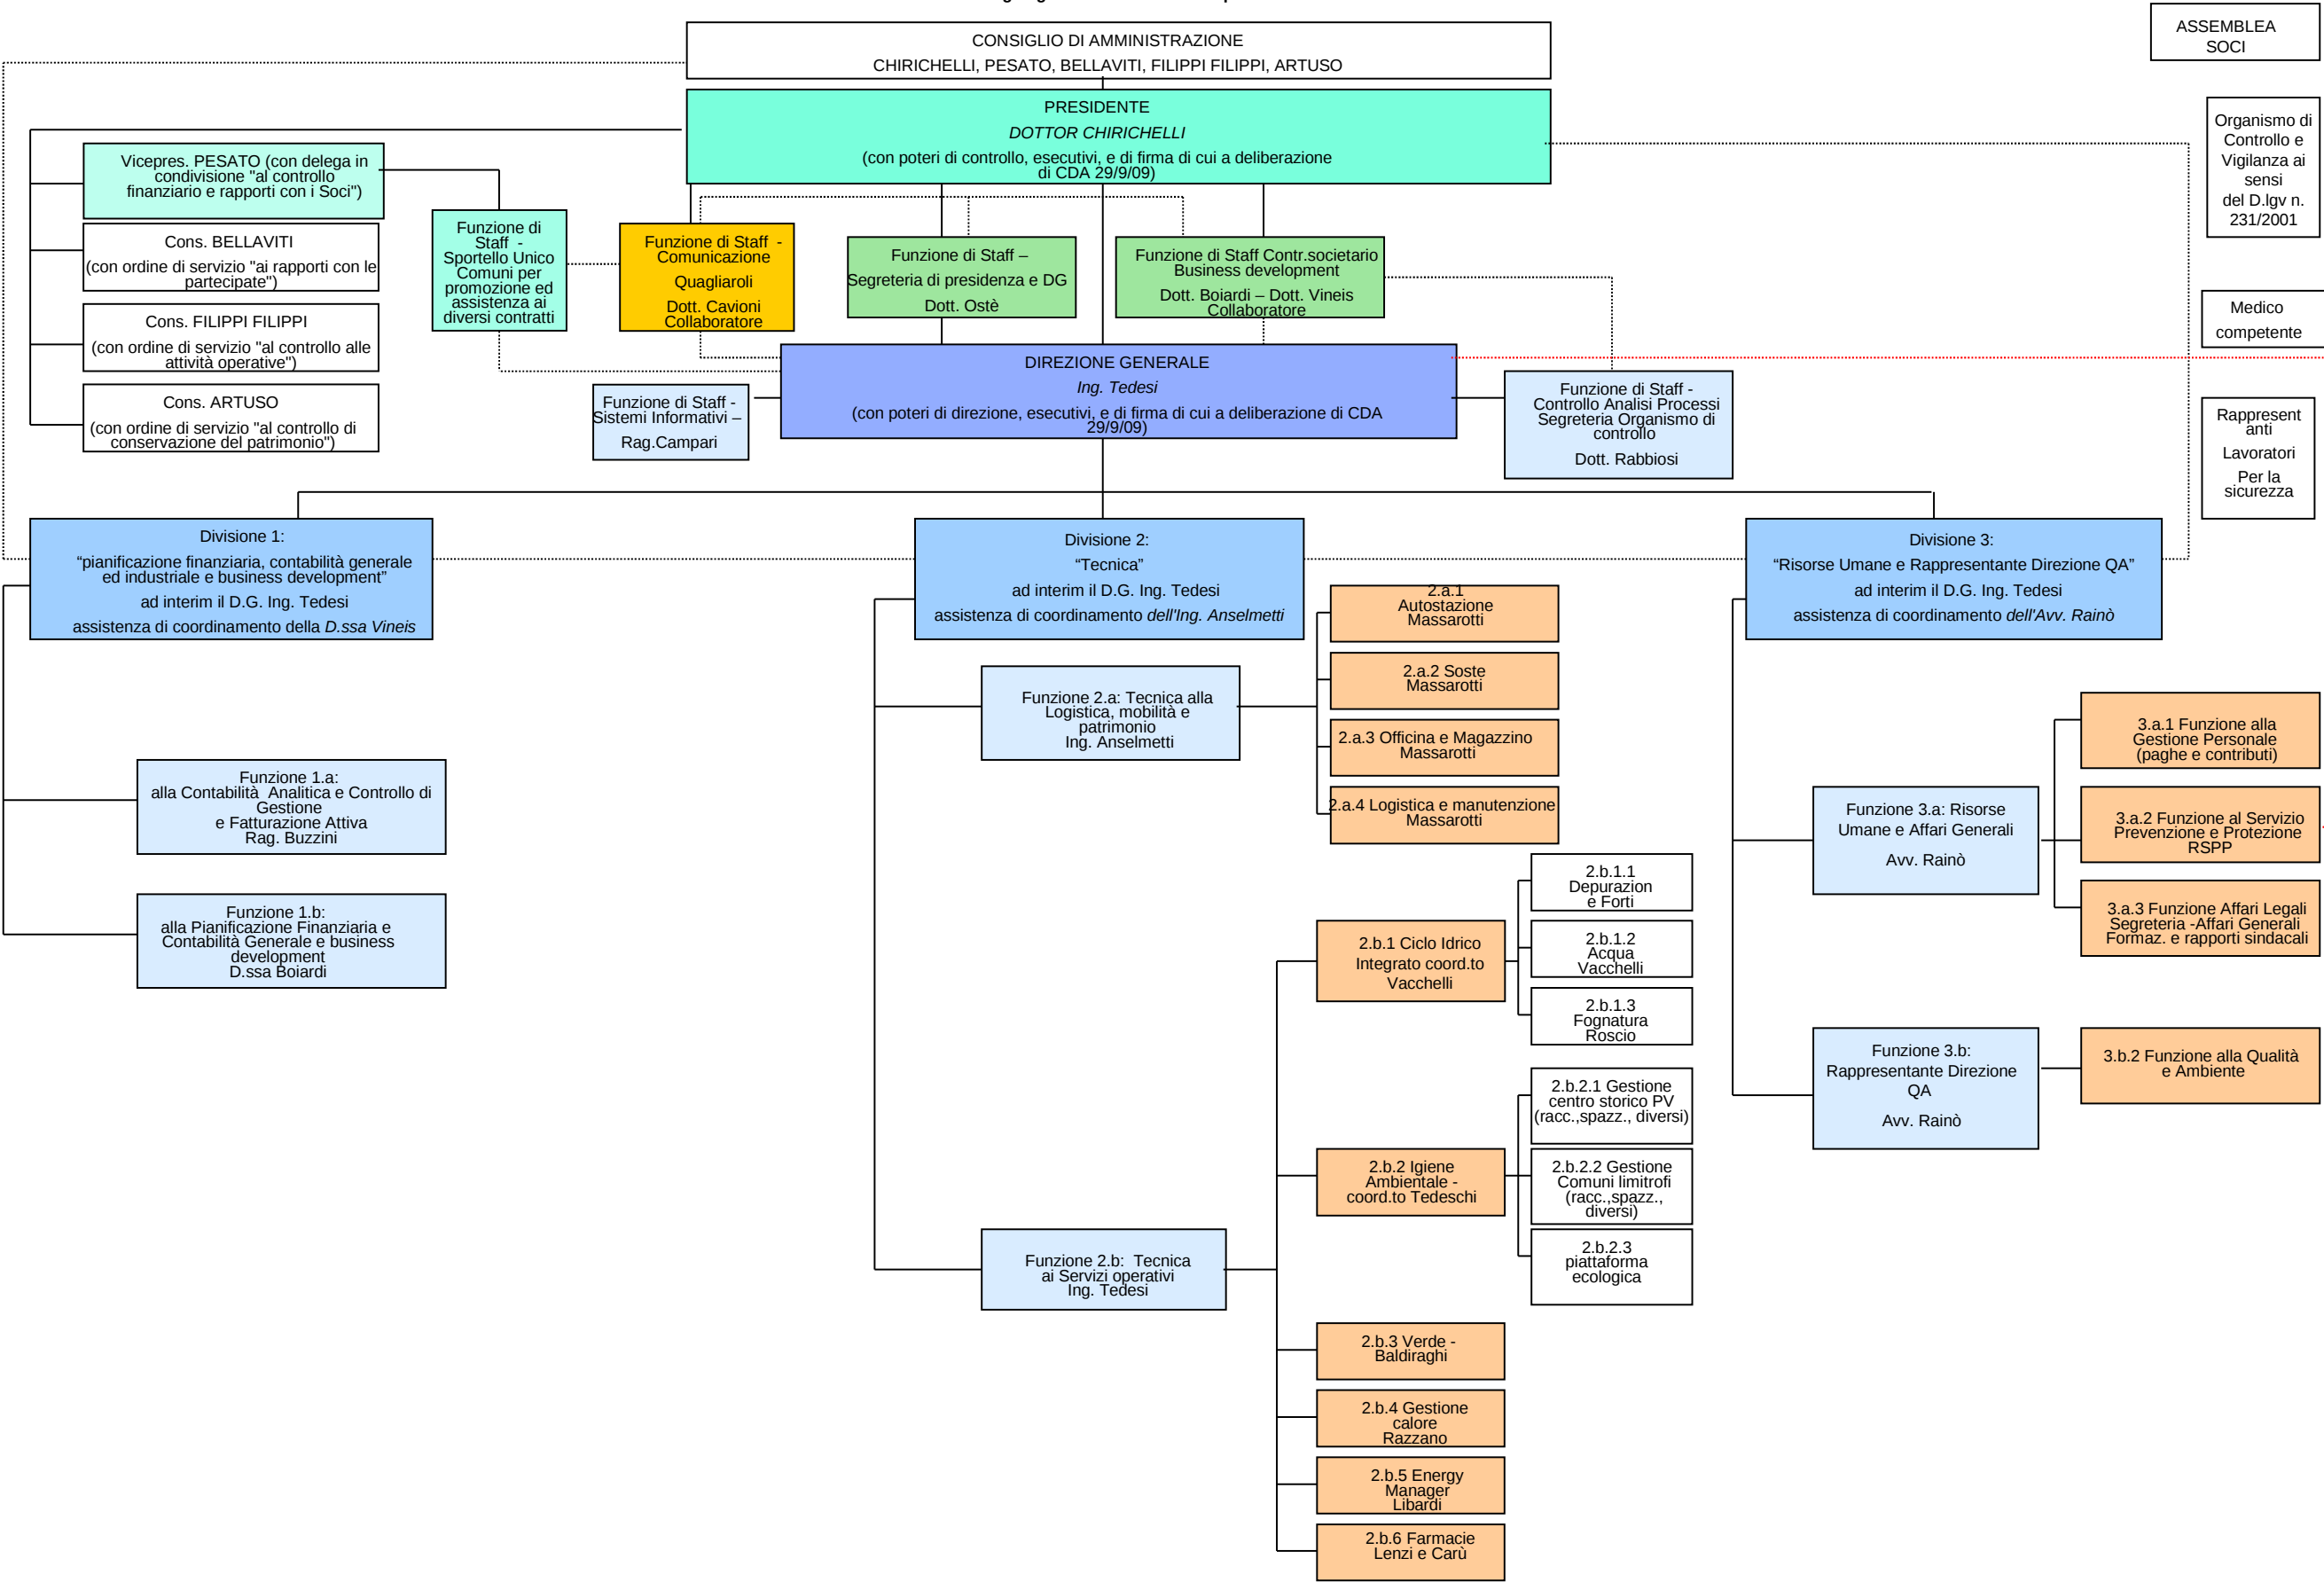 CONSIGLIO DI AMMINISTRAZIONE
CHIRICHELLI, PESATO, BELLAVITI, FILIPPI FILIPPI, ARTUSO
ASSEMBLEA
SOCI
PRESIDENTE
DOTTOR CHIRICHELLI
(con poteri di controllo, esecutivi, e di firma di cui a deliberazione
di CDA 29/9/09)
Organismo di
Controllo e
Vigilanza ai
sensi
del D.lgv n.
231/2001
Vicepres. PESATO (con delega in
condivisione "al controllo
finanziario e rapporti con i Soci")
Cons. BELLAVITI
(con ordine di servizio "ai rapporti con le
partecipate")
Cons. FILIPPI FILIPPI
(con ordine di servizio "al controllo alle
attività operative")
Cons. ARTUSO
(con ordine di servizio "al controllo di
conservazione del patrimonio")
Funzione di
Staff -
Sportello Unico
Comuni per
promozione ed
assistenza ai
diversi contratti
Funzione di Staff -
Comunicazione
Quagliaroli
Dott. Cavioni
Collaboratore
Funzione di Staff –
Segreteria di presidenza e DG
Dott. Ostè
Funzione di Staff Contr.societario
Business development
Dott. Boiardi – Dott. Vineis
Collaboratore
Medico
competente
DIREZIONE GENERALE
Ing. Tedesi
(con poteri di direzione, esecutivi, e di firma di cui a deliberazione di CDA
29/9/09)
Funzione di Staff -
Sistemi Informativi –
Rag.Campari
Funzione di Staff -
Controllo Analisi Processi
Segreteria Organismo di
controllo
Dott. Rabbiosi
Rappresent
anti
Lavoratori
Per la
sicurezza
Divisione 1:
“pianificazione finanziaria, contabilità generale
ed industriale e business development”
ad interim il D.G. Ing. Tedesi
assistenza di coordinamento della D.ssa Vineis
Divisione 2:
“Tecnica”
ad interim il D.G. Ing. Tedesi
assistenza di coordinamento dell'Ing. Anselmetti
Divisione 3:
“Risorse Umane e Rappresentante Direzione QA”
ad interim il D.G. Ing. Tedesi
assistenza di coordinamento dell'Avv. Rainò
Funzione 1.a:
alla Contabilità Analitica e Controllo di
Gestione
e Fatturazione Attiva
Rag. Buzzini
Funzione 1.b:
alla Pianificazione Finanziaria e
Contabilità Generale e business
development
D.ssa Boiardi
Funzione 2.a: Tecnica alla
Logistica, mobilità e
patrimonio
Ing. Anselmetti
2.a.1
Autostazione
Massarotti
2.a.2 Soste
Massarotti
2.a.3 Officina e Magazzino
Massarotti
2.a.4 Logistica e manutenzione
Massarotti
Funzione 2.b: Tecnica
ai Servizi operativi
Ing. Tedesi
2.b.1 Ciclo Idrico
Integrato coord.to
Vacchelli
2.b.1.1
Depurazion
e Forti
2.b.1.2
Acqua
Vacchelli
2.b.1.3
Fognatura
Roscio
2.b.2 Igiene
Ambientale -
coord.to Tedeschi
2.b.2.1 Gestione
centro storico PV
(racc.,spazz., diversi)
2.b.2.2 Gestione
Comuni limitrofi
(racc.,spazz.,
diversi)
2.b.2.3
piattaforma
ecologica
2.b.3 Verde -
Baldiraghi
2.b.4 Gestione
calore
Razzano
2.b.5 Energy
Manager
Libardi
2.b.6 Farmacie
Lenzi e Carù
Funzione 3.a: Risorse
Umane e Affari Generali
Avv. Rainò
3.a.1 Funzione alla
Gestione Personale
(paghe e contributi)
3.a.2 Funzione al Servizio
Prevenzione e Protezione
RSPP
3.a.3 Funzione Affari Legali
Segreteria -Affari Generali
Formaz. e rapporti sindacali
Funzione 3.b:
Rappresentante Direzione
QA
Avv. Rainò
3.b.2 Funzione alla Qualità
e Ambiente